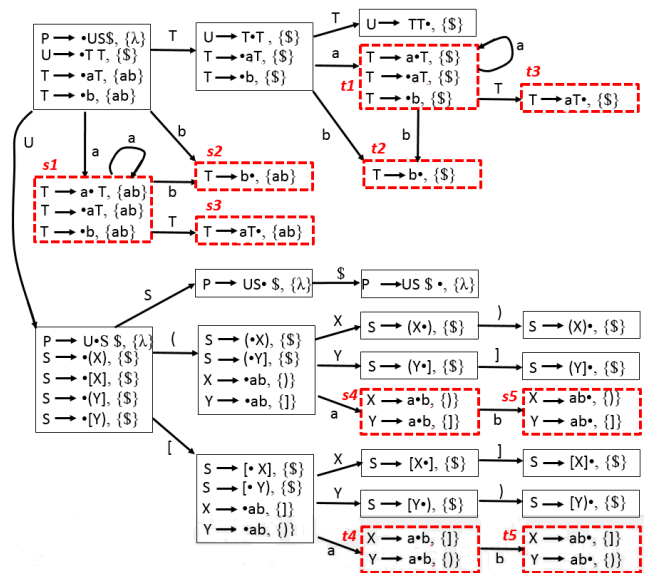 P → •US$, {λ}
U → •T T, {$}
T → •aT, {ab}
T → •b, {ab}
T
U → T•T, {$}
T → •aT, {$}
T → •b, {$}
T
U → TT•, {$}
a
T → a•T, {$}
T → •aT, {$}
T → •b, {$}
t1
a
T
t3
T → aT•, {$}
b
b
t2
T → b•, {$}
U
a
b
s1
a
T → a• T, {ab}
T → •aT, {ab}
T → •b, {ab}
b
s2
T → b•, {ab}
T
s3
T → aT•, {ab}
S
P → US• $, {λ}
$
P → US $ •, {λ}
P → U•S $, {λ}
S → •(X), {$}
S → •[X], {$}
S → •(Y], {$}
S → •[Y), {$}
(
S → (•X), {$}
S → (•Y], {$}
X → •ab, {)}
Y → •ab, {]}
X
S → (X•), {$}
)
S → (X)•, {$}
Y
S → (Y•], {$}
]
S → (Y]•, {$}
a
s4
X → a•b, {)}
Y → a•b, {]}
b
s5
X → ab•, {)}
Y → ab•, {]}
[
S → [• X], {$}
S → [• Y), {$}
X → •ab, {]}
Y → •ab, {)}
X
S → [X•], {$}
]
S → [X]•, {$}
Y
S → [Y•), {$}
)
S → [Y)•, {$}
a
t4
X → a•b, {]}
Y → a•b, {)}
b
t5
X → ab•, {]}
Y → ab•, {)}